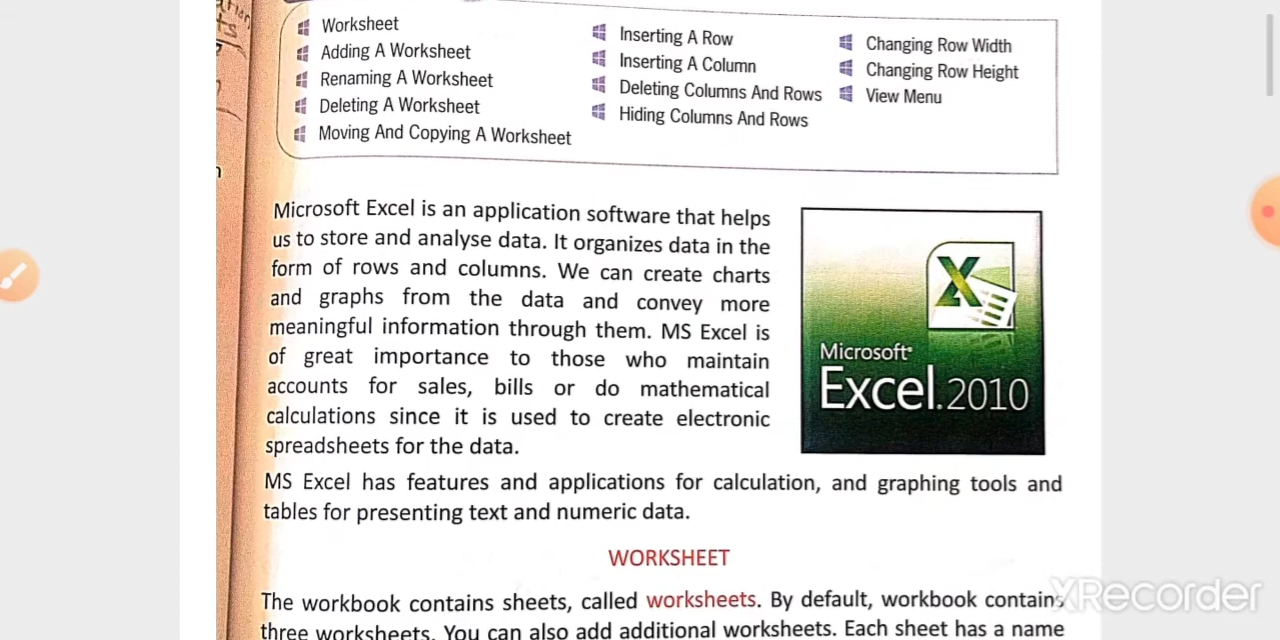 Worksheet
Adding A Worksheet
Renaming A Worksheet
Deleting A Worksheet
Moving And Copying A Worksheet
Inserting A Row
Inserting A Column
Deleting Columns And Rows
Hiding Columns And Rows
Changing Row Width
Changing Row Height
View Menu
Microsoft Excel is an application software that helps
us to store and analyse data. It organizes data in the
form of rows and columns. We can create charts
and graphs from the data and convey more
meaningful information through them. MS Excel is
of great importance to those who maintain
accounts for sales, bills or do mathematical
calculations since it is used to create electronic
spreadsheets for the data.
Microsoft
Excel 2010
MS Excel has features and applications for calculation, and graphing tools and
tables for presenting text and numeric data.
WORKSHEET
The workbook contains sheets, called worksheets. By default, workbook contains
three worksheets. You can also add additional worksheets. Each sheet has a name
XRecorder